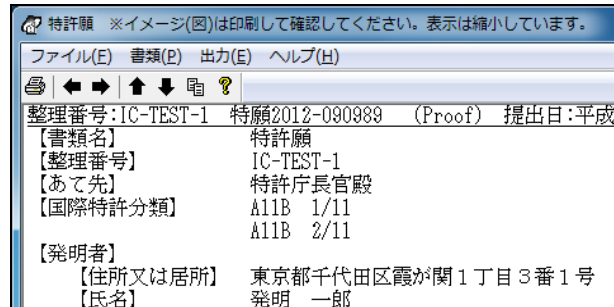 特許願　※イメージ(図)は印刷して確認してください。表示は縮小しています。
ファイル(F)　書類(P)　出力(E)　ヘルプ(H)
整理番号:IC-TEST-1　特願2012-090989　(Proof)　提出日:平成
【書類名】　特許願
【整理番号】　IC-TEST-1
【あて先】　特許庁長官殿
【国際特許分類】　A11B　1/11
A11B　2/11
【発明者】
【住所又は居所】　東京都千代田区霞が関1丁目3番1号
【氏名】　発明　一郎